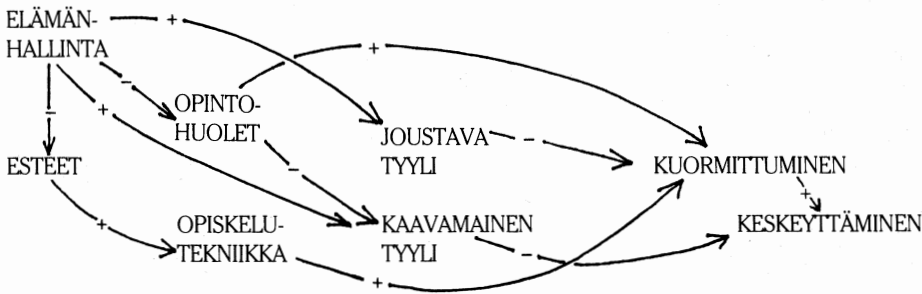 ELÄMÄN-
HALLINTA
+
+
-
-
+
OPINTO-
HUOLET
JOUSTAVA
TYYLI
-
ESTEET
-
KUORMITTUMINEN
+
+
OPISKELU-
TEKNIIKKA
KAAVAMAINEN
TYYLI
KESKEYTTÄMINEN
-
+